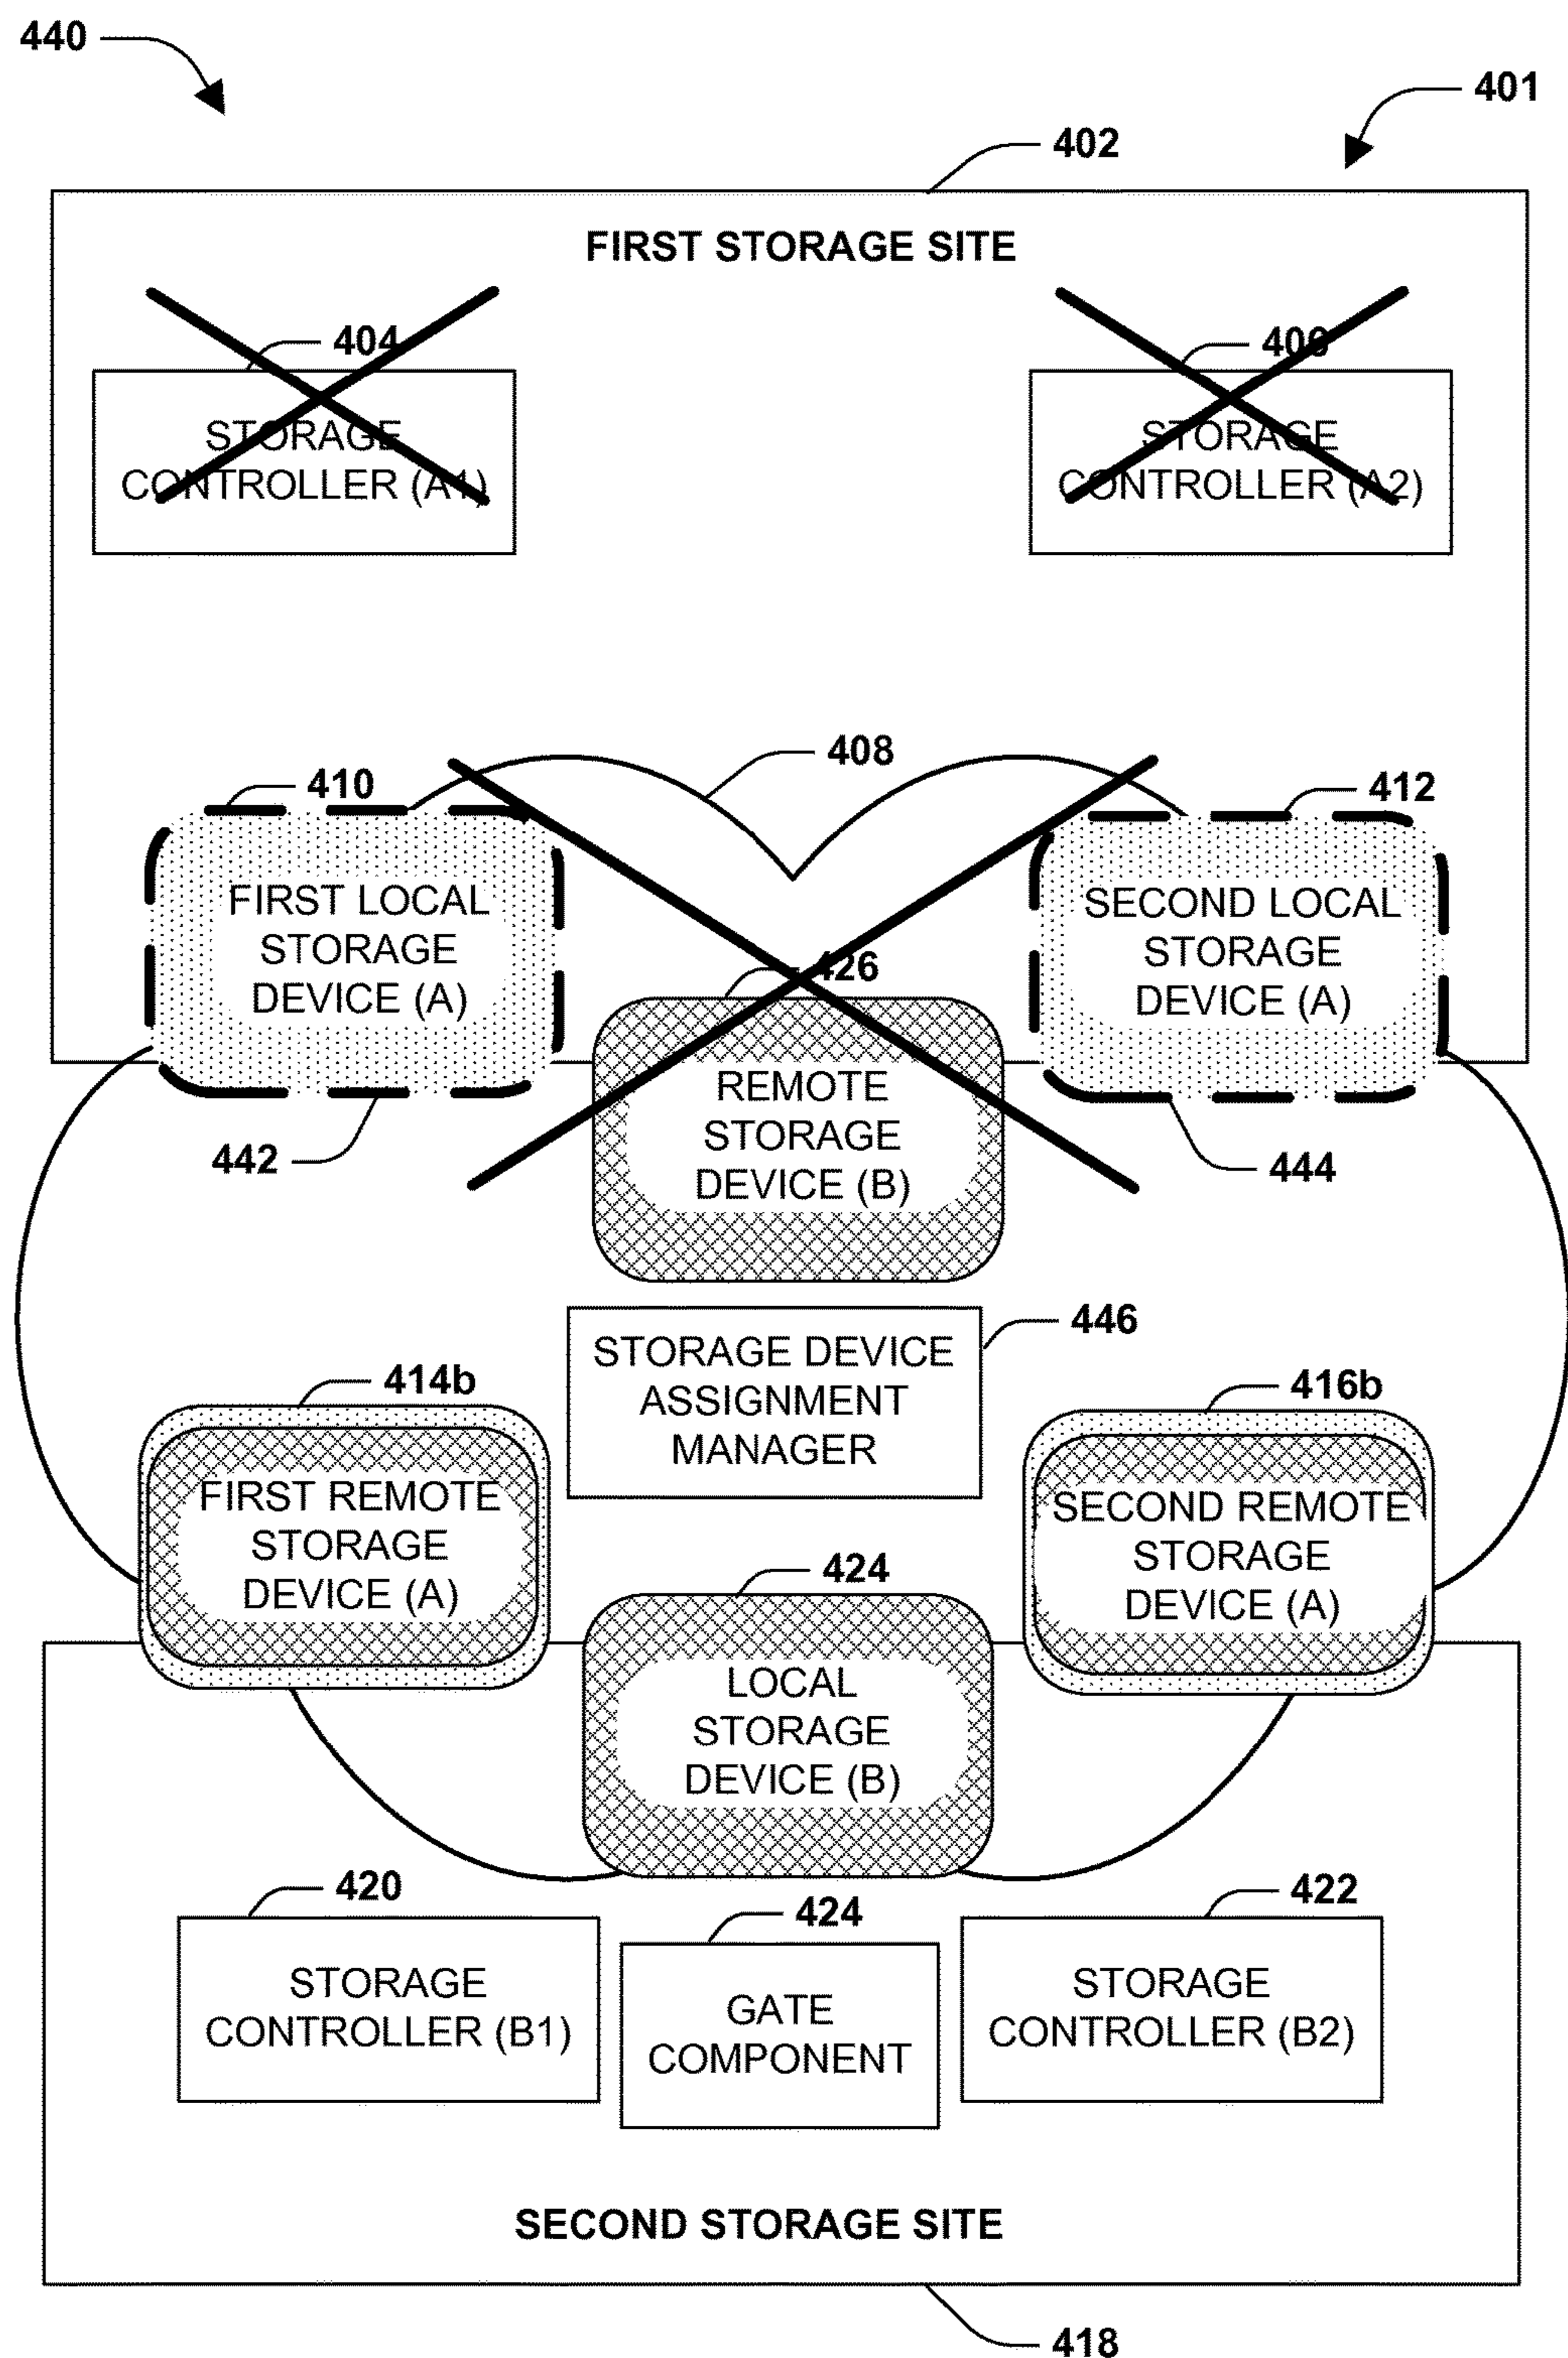 440
401
402
FIRST STORAGE SITE
404
406
STORAGE
CONTROLLER (A1)
STORAGE
CONTROLLER (A2)
408
410
412
FIRST LOCAL
STORAGE
DEVICE (A)
SECOND LOCAL
STORAGE
DEVICE (A)
426
REMOTE
STORAGE
DEVICE (B)
442
444
446
STORAGE DEVICE
ASSIGNMENT
MANAGER
414b
416b
FIRST REMOTE
STORAGE
DEVICE (A)
SECOND REMOTE
STORAGE
DEVICE (A)
424
LOCAL
STORAGE
DEVICE (B)
420
424
422
STORAGE
CONTROLLER (B1)
GATE
COMPONENT
STORAGE
CONTROLLER (B2)
SECOND STORAGE SITE
418